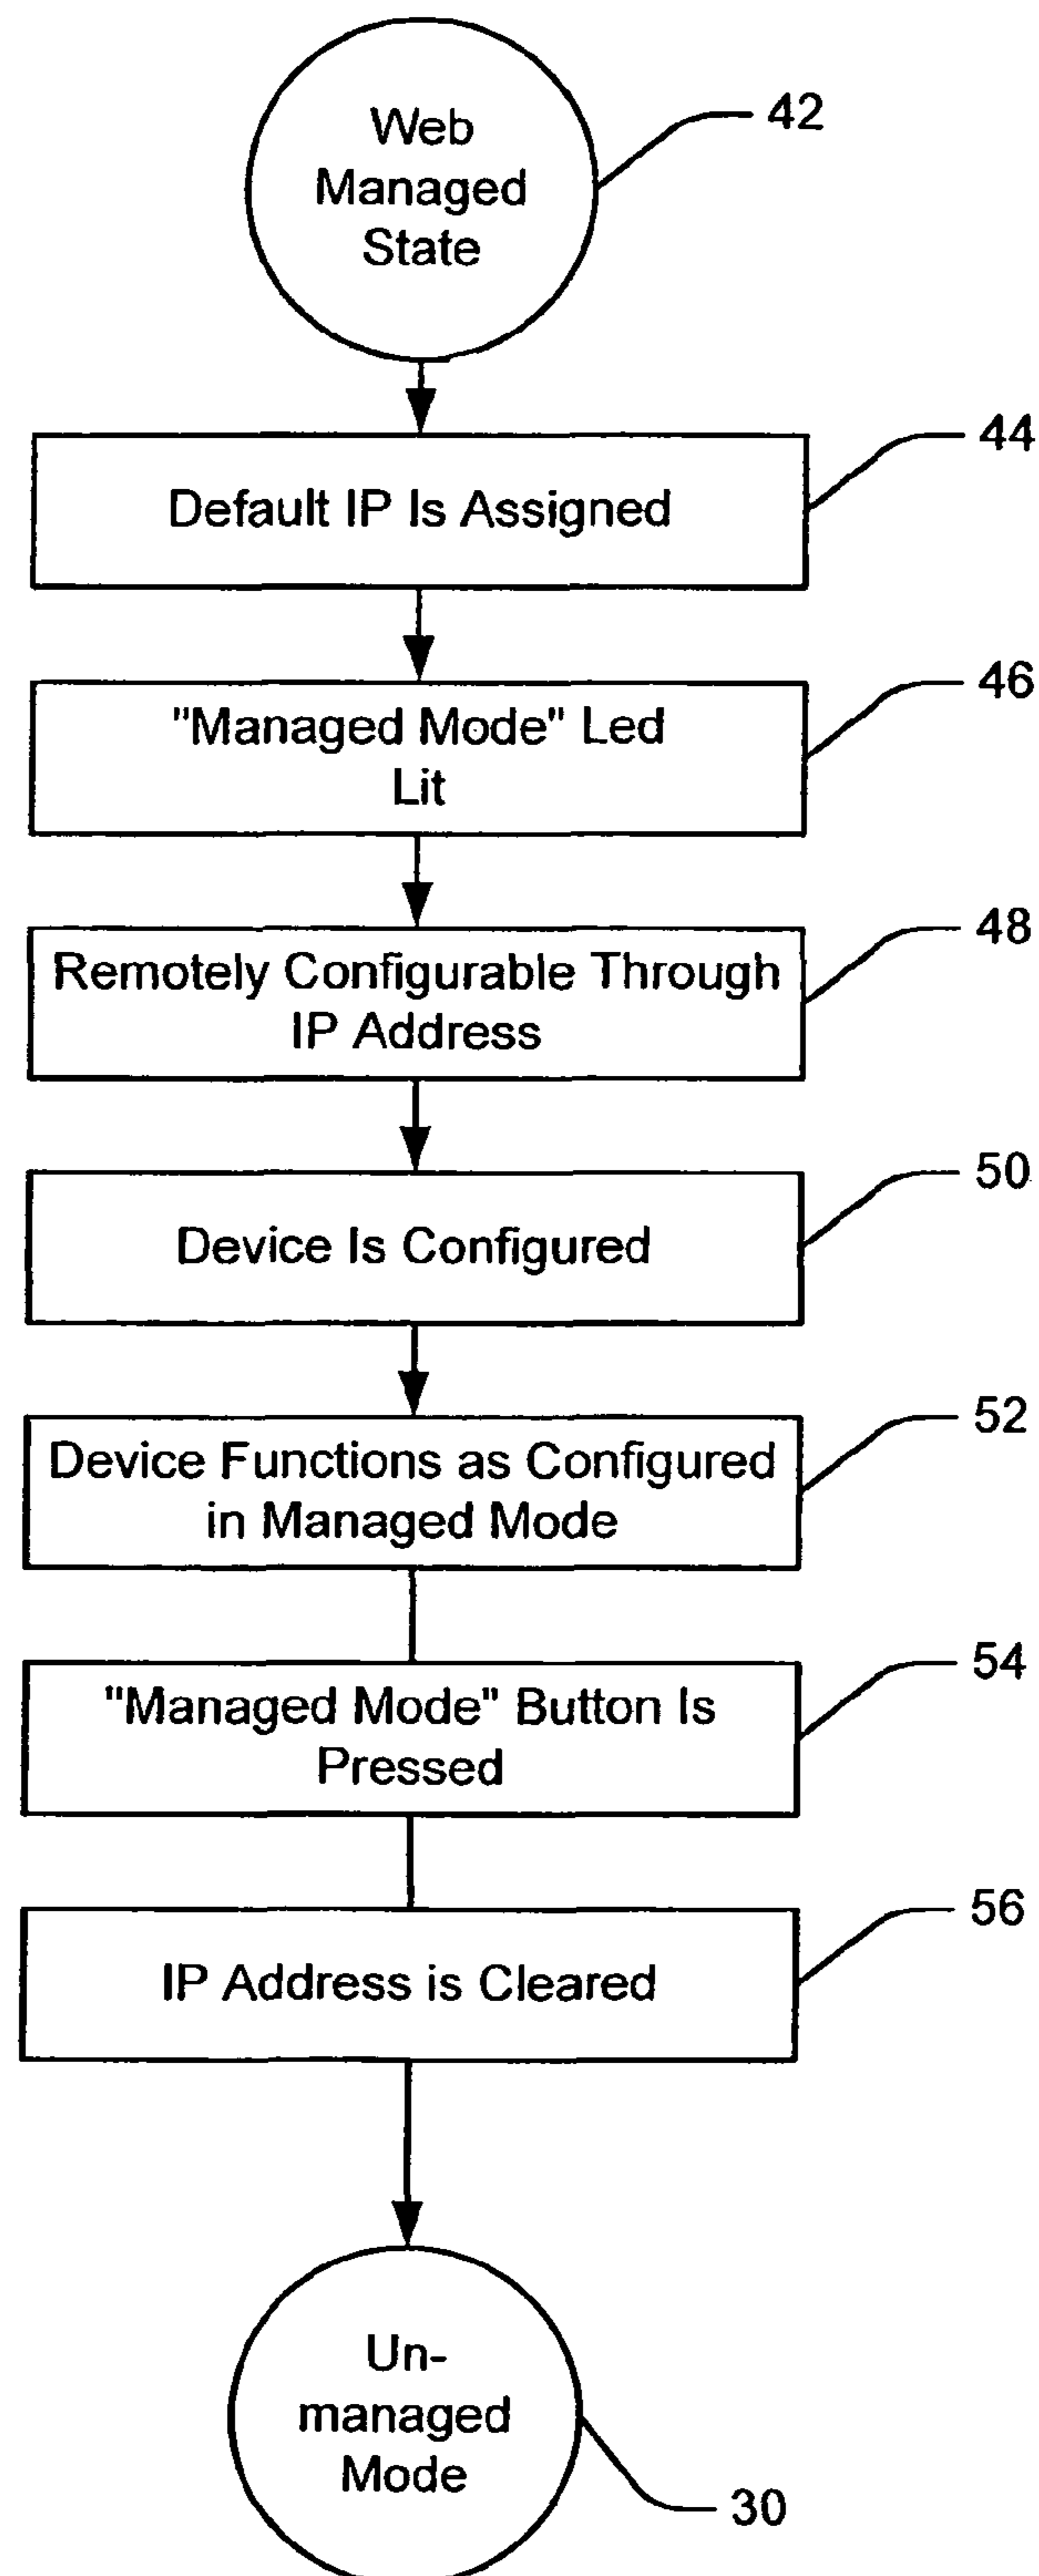 Web
Managed
State
42
Default IP Is Assigned
44
"Managed Mode" Led
Lit
46
Remotely Configurable Through
IP Address
48
Device Is Configured
50
Device Functions as Configured
in Managed Mode
52
"Managed Mode" Button Is
Pressed
54
IP Address is Cleared
56
Un-
managed
Mode
30